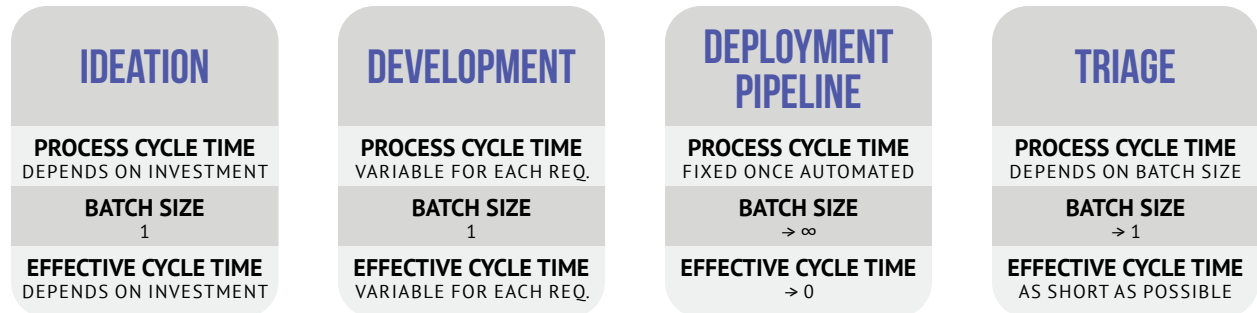 IDEATION
PROCESS CYCLE TIME
DEPENDS ON INVESTMENT
BATCH SIZE
1
EFFECTIVE CYCLE TIME
DEPENDS ON INVESTMENT
DEVELOPMENT
PROCESS CYCLE TIME
VARIABLE FOR EACH REQ.
BATCH SIZE
1
EFFECTIVE CYCLE TIME
VARIABLE FOR EACH REQ.
DEPLOYMENT
PIPELINE
PROCESS CYCLE TIME
FIXED ONCE AUTOMATED
BATCH SIZE
→ ∞
EFFECTIVE CYCLE TIME
→ 0
TRIAGE
PROCESS CYCLE TIME
DEPENDS ON BATCH SIZE
BATCH SIZE
→ 1
EFFECTIVE CYCLE TIME
AS SHORT AS POSSIBLE